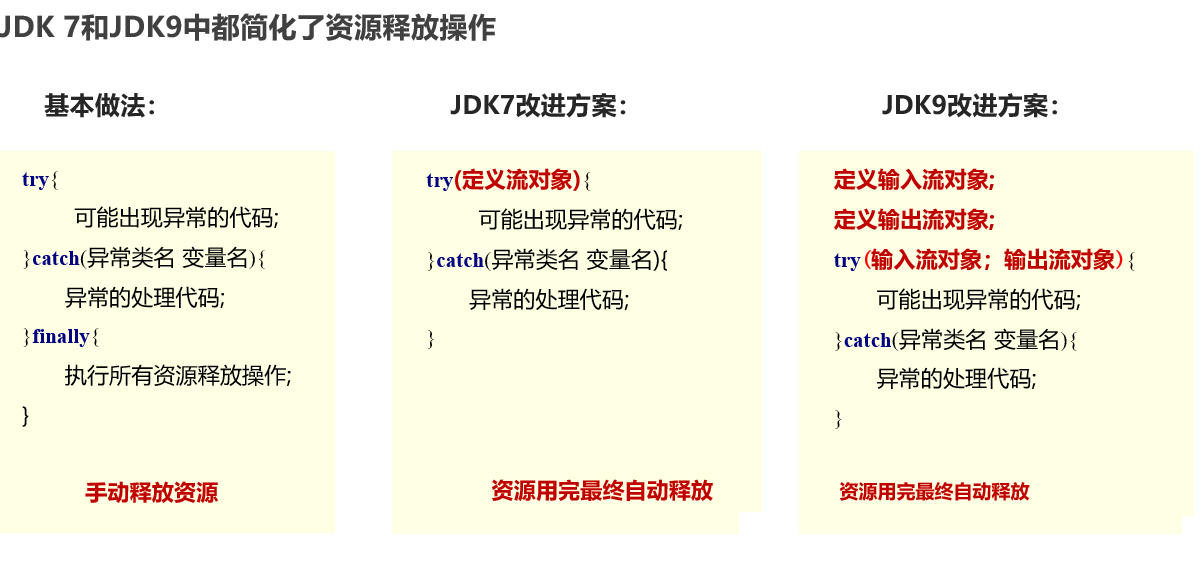 JDK 7和JDK9中都简化了资源释放操作
基本做法：
try{
可能出现异常的代码;
}catch(异常类名 变量名){
异常的处理代码;
}finally{
执行所有资源释放操作;
}
手动释放资源
JDK7改进方案：
try(定义流对象){
可能出现异常的代码;
}catch(异常类名 变量名){
异常的处理代码;
}
资源用完最终自动释放
JDK9改进方案：
定义输入流对象;
定义输出流对象;
try(输入流对象；输出流对象){
可能出现异常的代码;
}catch(异常类名 变量名){
异常的处理代码;
}
资源用完最终自动释放